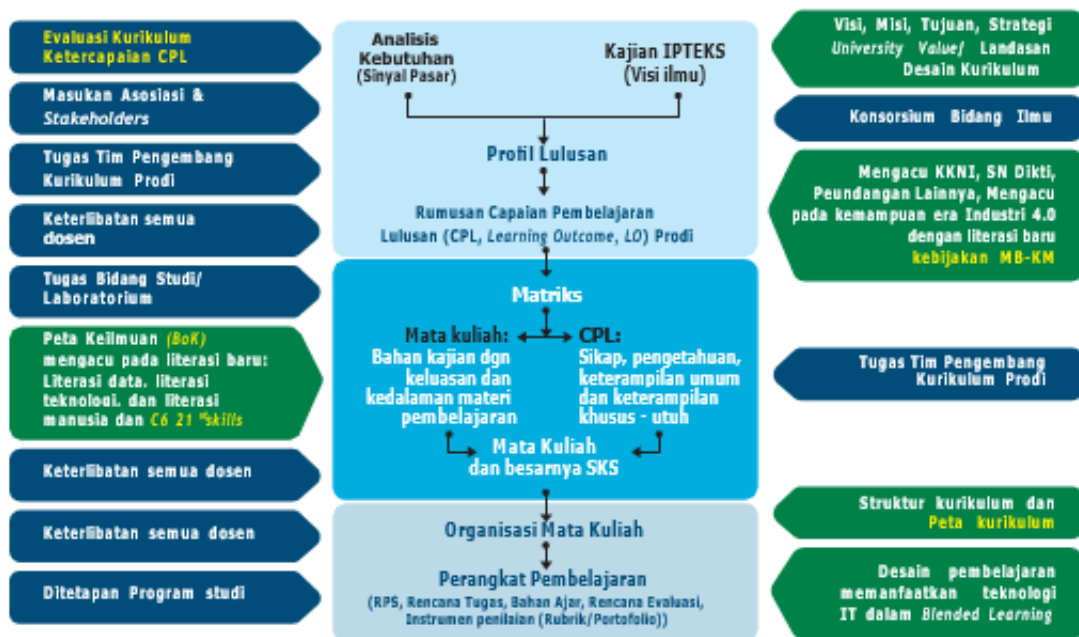 Evaluasi Kurikulum
Ketercapaian CPL
Masukan Asosiasi &
Stakeholders
Tugas Tim Pengembang
Kurikulum Prodi
Keterlibatan semua
dosen
Tugas Bidang Studi/
Laboratorium
Peta Keilmuan (BoK)
mengacu pada literasi baru:
Literasi data. literasi
teknologi. dan literasi
manusia dan C6 21 st skills
Keterlibatan semua dosen
Keterlibatan semua dosen
Ditetapan Program studi
Analisis
Kebutuhan
(Sinyal Pasar)
Kajian IPTEKS
(Visi ilmu)
Profil Lulusan
Rumusan Capaian Pembelajaran
Lulusan (CPL, Learning Outcome, LO) Prodi
Matriks
Mata kuliah:
Bahan kajian dgn
keluasan dan
kedalaman materi
pembelajaran
CPL:
Sikap, pengetahuan,
keterampilan umum
dan keterampilan
khusus - utuh
Mata Kuliah
dan besarnya SKS
Organisasi Mata Kuliah
Perangkat Pembelajaran
(RPS, Rencana Tugas, Bahan Ajar, Rencana Evaluasi,
Instrumen penilaian (Rubrik/Portofolio))
Visi, Misi, Tujuan, Strategi
University Value/ Landasan
Desain Kurikulum
Konsorsium Bidang Ilmu
Mengacu KKNI, SN Dikti,
Peundangan Lainnya, Mengacu
pada kemampuan era Industri 4.0
dengan literasi baru
kebijakan MB-KM
Tugas Tim Pengembang
Kurikulum Prodi
Struktur kurikulum dan
Peta kurikulum
Desain pembelajaran
memanfaatkan teknologi
IT dalam Blended Learning